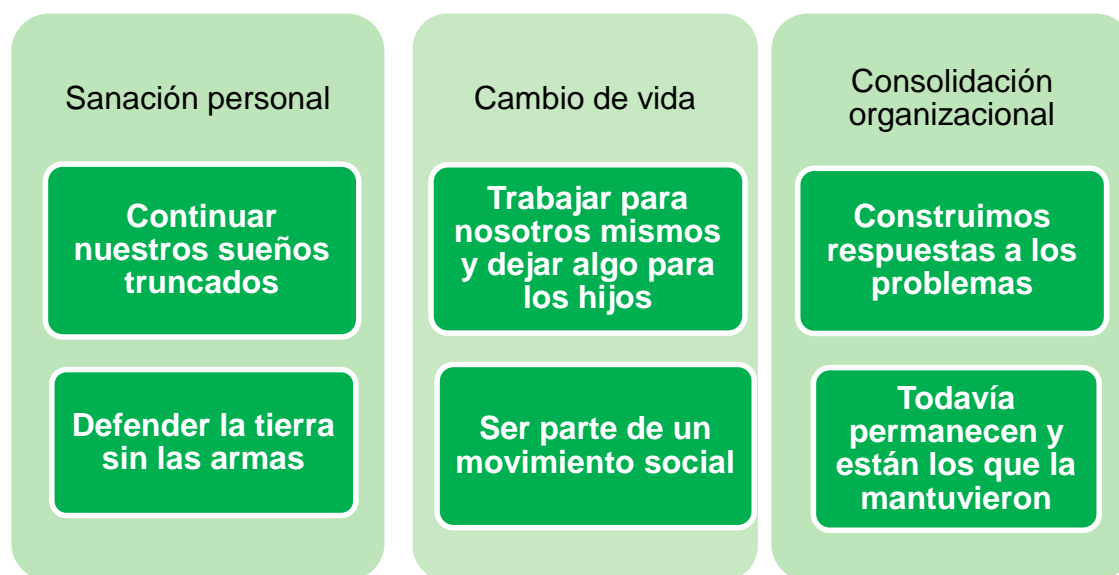 Sanación personal
Continuar
nuestros sueños
truncados
Defender la tierra
sin las armas
Cambio de vida
Trabajar para
nosotros mismos
y dejar algo para
los hijos
Ser parte de un
movimiento social
Consolidación
organizacional
Construimos
respuestas a los
problemas
Todavía
permanecen y
están los que la
mantuvieron